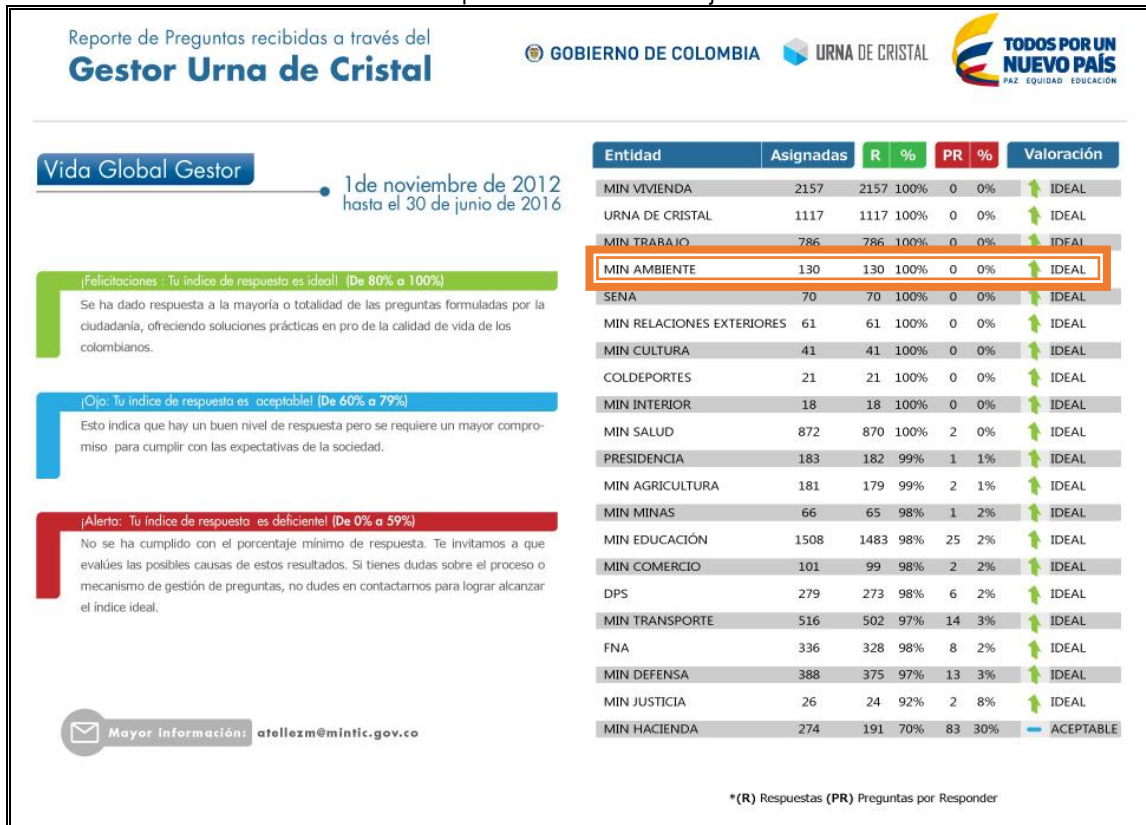 Reporte de Preguntas recibidas a través del
Gestor Urna de Cristal
GOBIERNO DE COLOMBIA
URNA DE CRISTAL
TODOS POR UN
NUEVO PAÍS
PAZ EQUIDAD EDUCACIÓN
Vida Global Gestor
1de noviembre de 2012
hasta el 30 de junio de 2016
¡Felicitaciones : Tu índice de respuesta es ideal! (De 80% a 100%)
Se ha dado respuesta a la mayoría o totalidad de las preguntas formuladas por la
ciudadanía, ofreciendo soluciones prácticas en pro de la calidad de vida de los
colombianos.
¡Ojo: Tu índice de respuesta es aceptable! (De 60% a 79%)
Esto indica que hay un buen nivel de respuesta pero se requiere un mayor compro-
miso para cumplir con las expectativas de la sociedad.
¡Alerta: Tu índice de respuesta es deficiente! (De 0% a 59%)
No se ha cumplido con el porcentaje mínimo de respuesta. Te invitamos a que
evalúes las posibles causas de estos resultados. Si tienes dudas sobre el proceso o
mecanismo de gestión de preguntas, no dudes en contactarnos para lograr alcanzar
el índice ideal.
Mayor información: atellezm@mintic.gov.co
Entidad Asignadas R % PR % Valoración
MIN VIVIENDA 2157 2157 100% 0 0% IDEAL
URNA DE CRISTAL 1117 1117 100% 0 0% IDEAL
MIN TRABAJO 786 786 100% 0 0% IDEAL
MIN AMBIENTE 130 130 100% 0 0% IDEAL
SENA 70 70 100% 0 0% IDEAL
MIN RELACIONES EXTERIORES 61 61 100% 0 0% IDEAL
MIN CULTURA 41 41 100% 0 0% IDEAL
COLDEPORTES 21 21 100% 0 0% IDEAL
MIN INTERIOR 18 18 100% 0 0% IDEAL
MIN SALUD 872 870 100% 2 0% IDEAL
PRESIDENCIA 183 182 99% 1 1% IDEAL
MIN AGRICULTURA 181 179 99% 2 1% IDEAL
MIN MINAS 66 65 98% 1 2% IDEAL
MIN EDUCACIÓN 1508 1483 98% 25 2% IDEAL
MIN COMERCIO 101 99 98% 2 2% IDEAL
DPS 279 273 98% 6 2% IDEAL
MIN TRANSPORTE 516 502 97% 14 3% IDEAL
FNA 336 328 98% 8 2% IDEAL
MIN DEFENSA 388 375 97% 13 3% IDEAL
MIN JUSTICIA 26 24 92% 2 8% IDEAL
MIN HACIENDA 274 191 70% 83 30% ACEPTABLE
*(R) Respuestas (PR) Preguntas por Responder